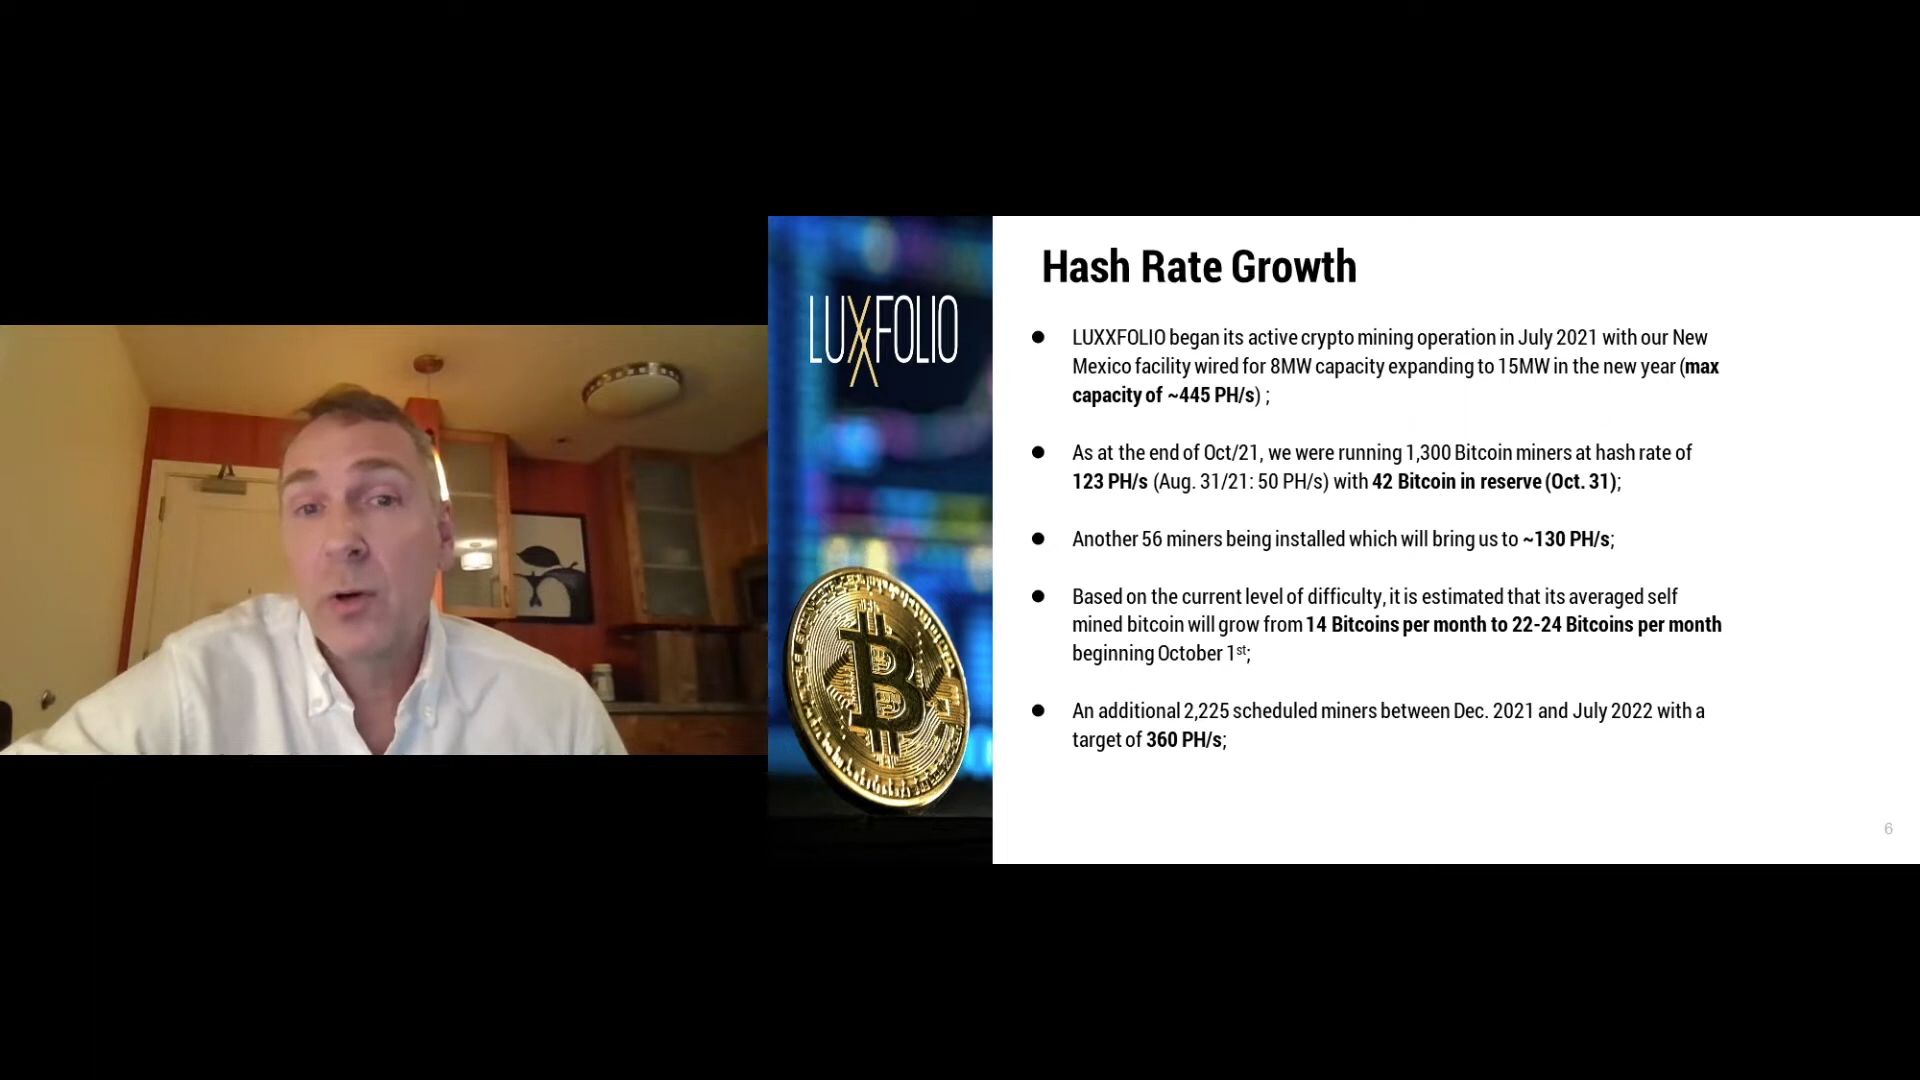 LUXXFOLIO
Hash Rate Growth
● LUXXFOLIO began its active crypto mining operation in July 2021 with our New
Mexico facility wired for 8MW capacity expanding to 15MW in the new year (max
capacity of ~445 PH/s) ;
● As at the end of Oct/21, we were running 1,300 Bitcoin miners at hash rate of
123 PH/s (Aug. 31/21: 50 PH/s) with 42 Bitcoin in reserve (Oct. 31);
● Another 56 miners being installed which will bring us to ~130 PH/s;
● Based on the current level of difficulty, it is estimated that its averaged self
mined bitcoin will grow from 14 Bitcoins per month to 22-24 Bitcoins per month
beginning October 1st;
● An additional 2,225 scheduled miners between Dec. 2021 and July 2022 with a
target of 360 PH/s;
6